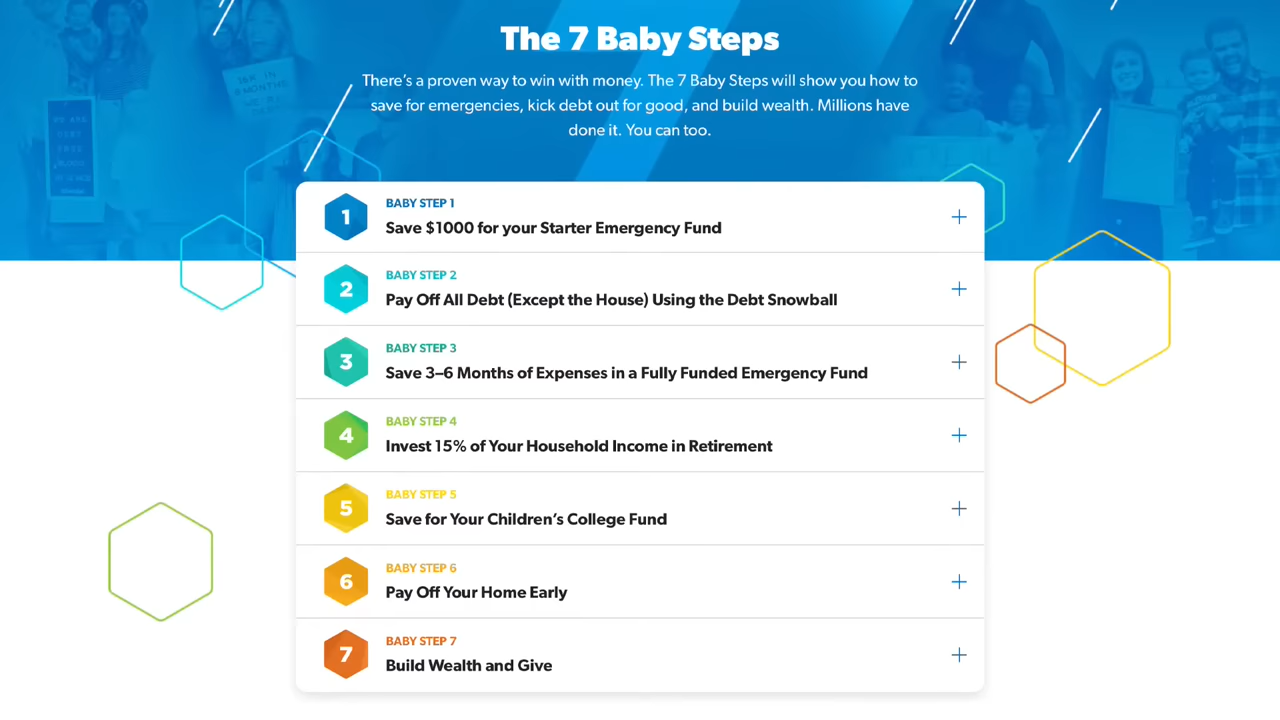 The 7 Baby Steps
There's a proven way to win with money. The 7 Baby Steps will show you how to
save for emergencies, kick debt out for good, and build wealth. Millions have
done it. You can too.
1
BABY STEP 1
Save $1000 for your Starter Emergency Fund
2
BABY STEP 2
Pay Off All Debt (Except the House) Using the Debt Snowball
3
BABY STEP 3
Save 3–6 Months of Expenses in a Fully Funded Emergency Fund
4
BABY STEP 4
Invest 15% of Your Household Income in Retirement
5
BABY STEP 5
Save for Your Children's College Fund
6
BABY STEP 6
Pay Off Your Home Early
7
BABY STEP 7
Build Wealth and Give
WE ARE
DEBT
FREE